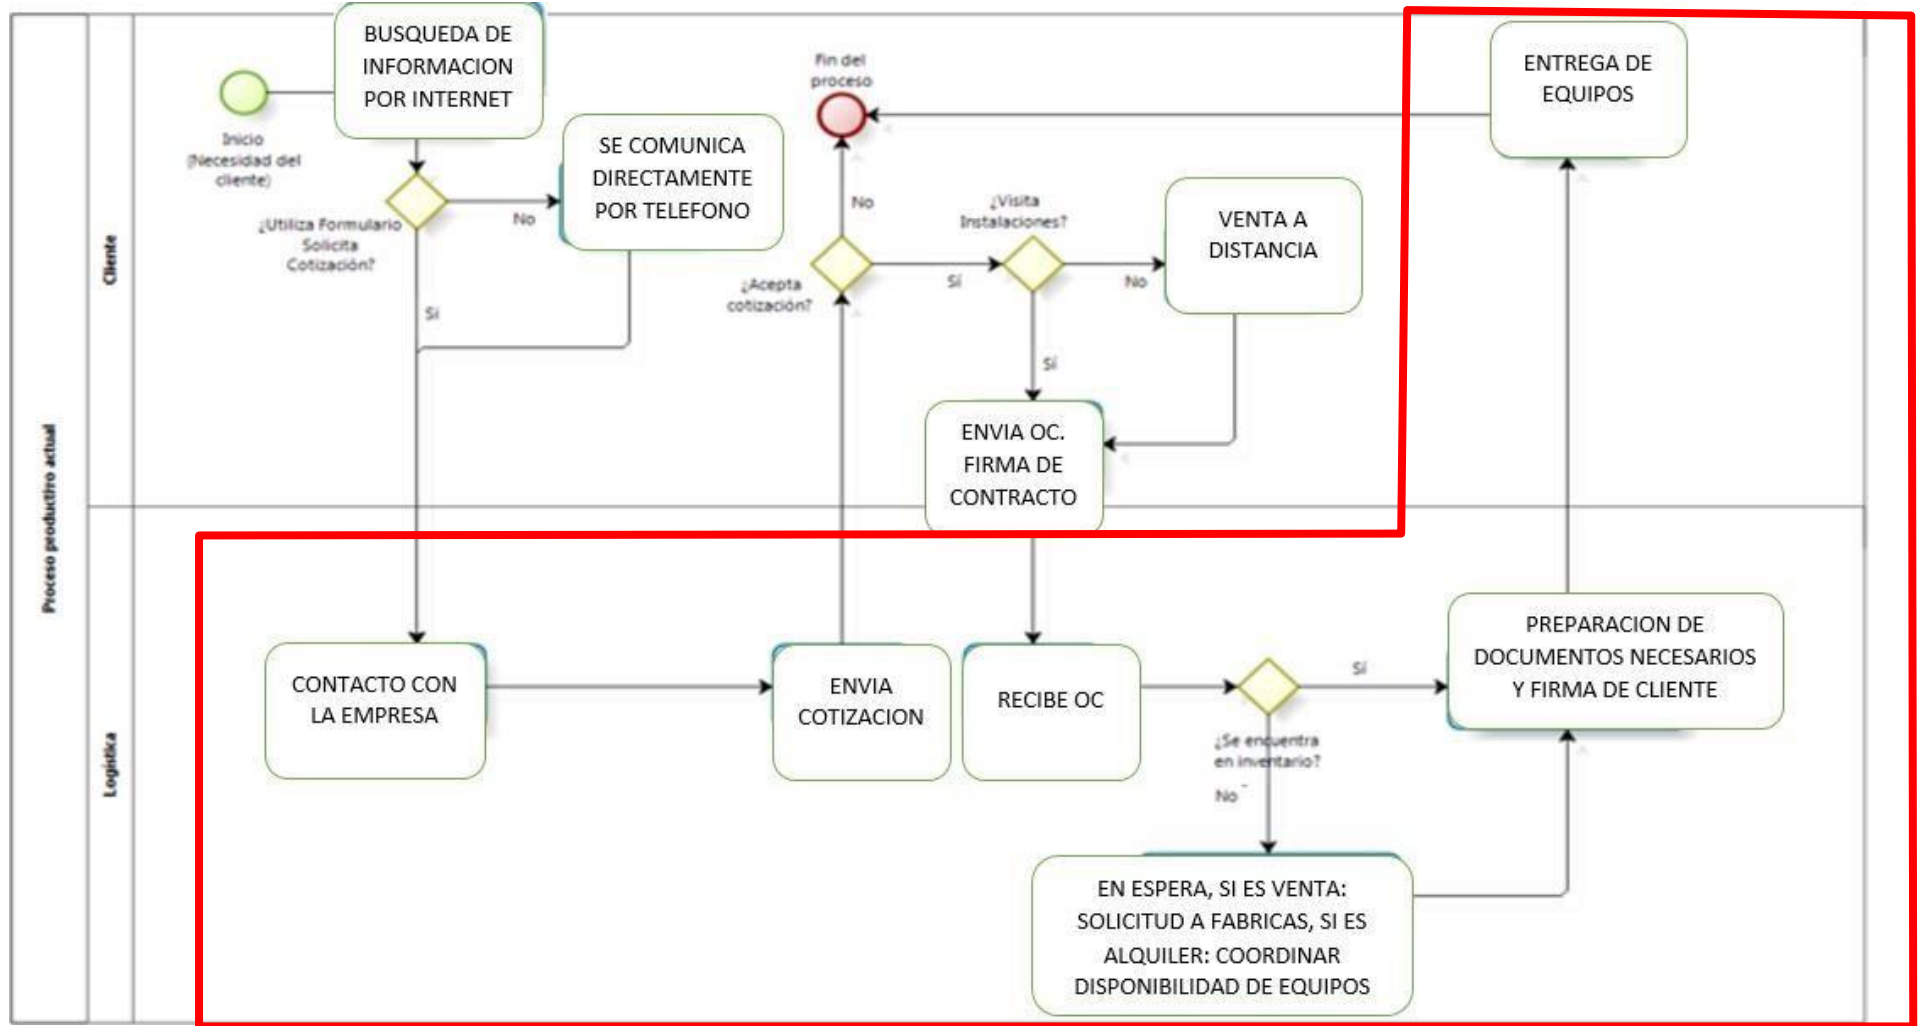 Proceso productivo actual
Cliente
BUSQUEDA DE
INFORMACION
POR INTERNET
Inicio
(Necesidad del
cliente)
¿Utiliza Formulario
Solicita
Cotización?
No
SE COMUNICA
DIRECTAMENTE
POR TELEFONO
Sí
Fin del
proceso
No
¿Acepta
cotización?
Sí
¿Visita
Instalaciones?
No
VENTA A
DISTANCIA
Sí
ENVIA OC.
FIRMA DE
CONTRACTO
ENTREGA DE
EQUIPOS
Logística
CONTACTO CON
LA EMPRESA
ENVIA
COTIZACION
RECIBE OC
¿Se encuentra
en inventario?
Sí
No
PREPARACION DE
DOCUMENTOS NECESARIOS
Y FIRMA DE CLIENTE
EN ESPERA, SI ES VENTA:
SOLICITUD A FABRICAS, SI ES
ALQUILER: COORDINAR
DISPONIBILIDAD DE EQUIPOS